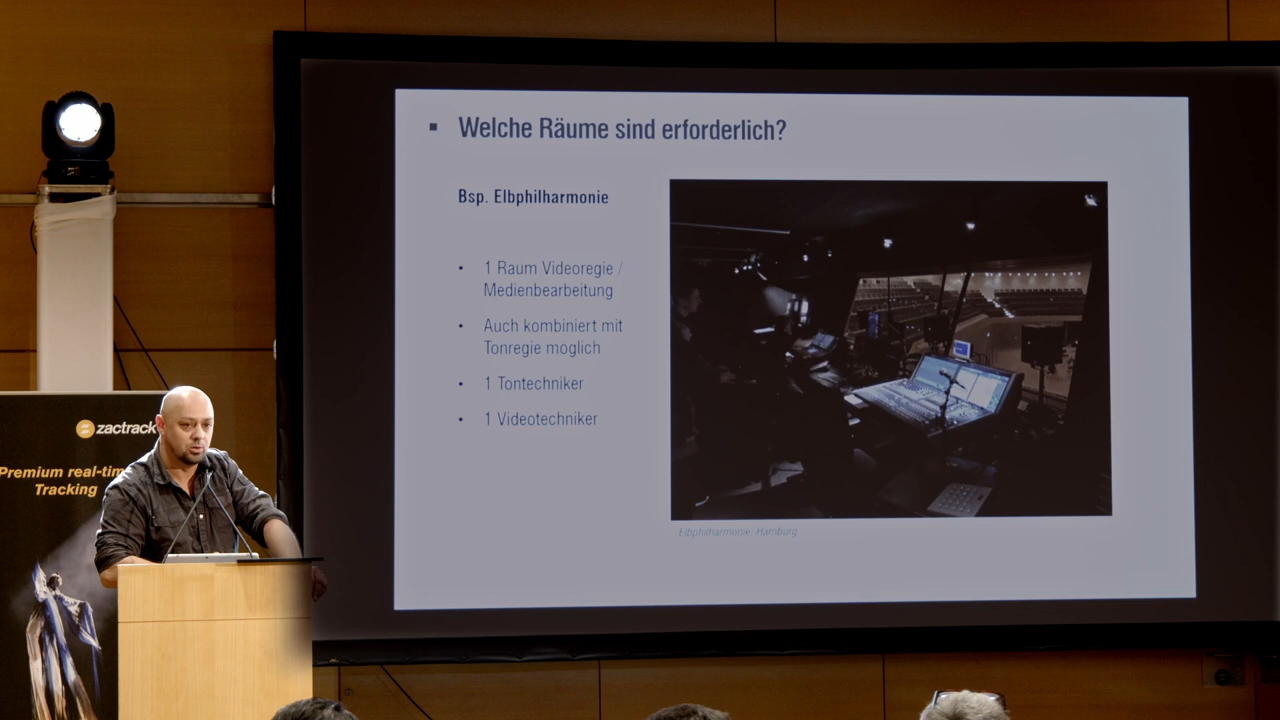 Welche Räume sind erforderlich?
Bsp. Elbphilharmonie
1 Raum Videoregie /
Medienbearbeitung
Auch kombiniert mit
Tonregie möglich
1 Tontechniker
1 Videotechniker
Elbphilharmonie, Hamburg
zactrack
Premium real-tim
Tracking